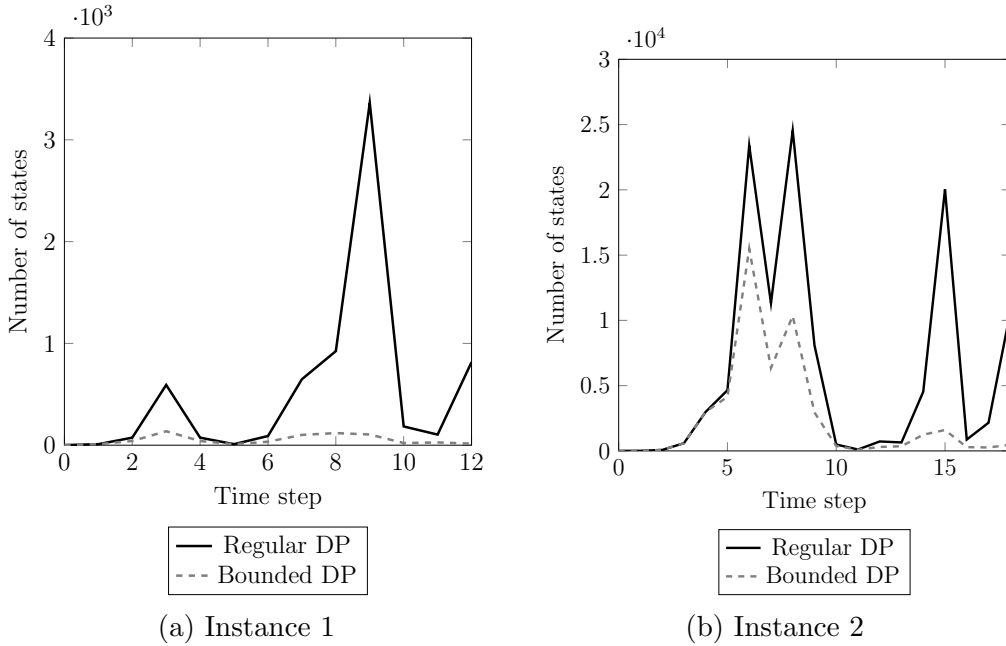 ·10³
4
3
2
1
0
Number of states
0 2 4 6 8 10 12
Time step
Regular DP
Bounded DP
(a) Instance 1
·10⁴
3
2.5
2
1.5
1
0.5
0
Number of states
0 5 10 15
Time step
Regular DP
Bounded DP
(b) Instance 2